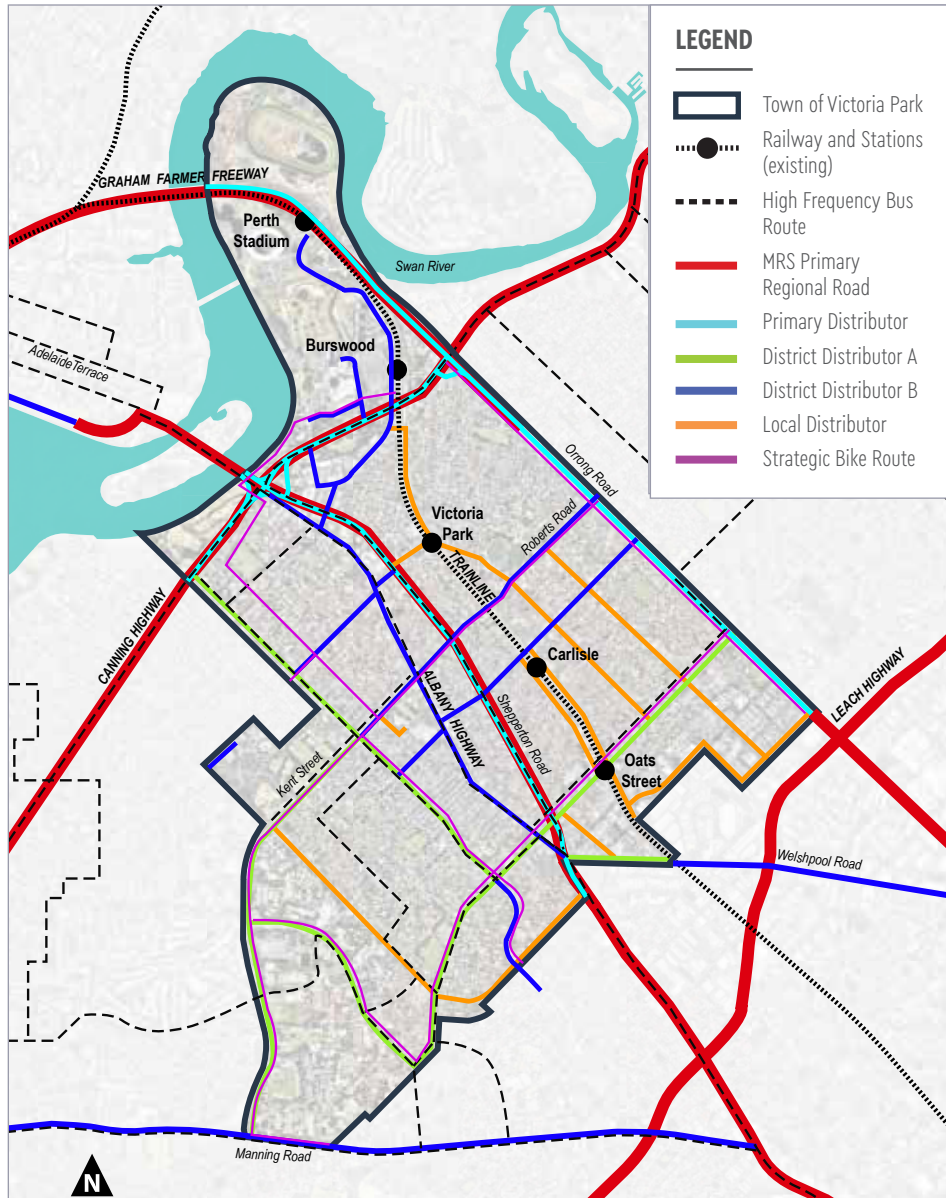 LEGEND
Town of Victoria Park
Railway and Stations
(existing)
High Frequency Bus
Route
MRS Primary
Regional Road
Primary Distributor
District Distributor A
District Distributor B
Local Distributor
Strategic Bike Route
GRAHAM FARMER FREEWAY
Perth
Stadium
Swan River
Burswood
Adelaide Terrace
Orrong Road
Roberts Road
Victoria
Park
TRAINLINE
CANNING HIGHWAY
Carlisle
ALBANY HIGHWAY
Shepperton Road
LEACH HIGHWAY
Oats
Street
Kent Street
Welshpool Road
Manning Road
N